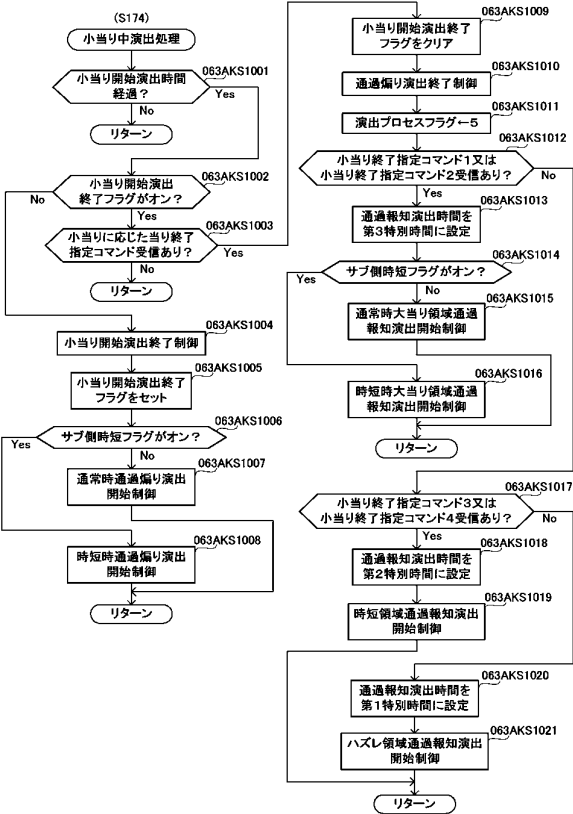 (S174)
小当り中演出処理
063AKS1001
小当り開始演出時間
経過？
Yes
No
リターン
063AKS1002
小当り開始演出
終了フラグがオン？
No
Yes
063AKS1003
小当りに応じた当り終了
指定コマンド受信あり？
Yes
No
リターン
063AKS1004
小当り開始演出終了制御
063AKS1005
小当り開始演出終了
フラグをセット
063AKS1006
サブ側時短フラグがオン？
Yes
No
063AKS1007
通常時通過煽り演出
開始制御
063AKS1008
時短時通過煽り演出
開始制御
リターン
063AKS1009
小当り開始演出終了
フラグをクリア
063AKS1010
通過煽り演出終了制御
063AKS1011
演出プロセスフラグ←5
063AKS1012
小当り終了指定コマンド1又は
小当り終了指定コマンド2受信あり？
No
Yes
063AKS1013
通過報知演出時間を
第3特別時間に設定
063AKS1014
サブ側時短フラグがオン？
Yes
No
063AKS1015
通常時大当り領域通過
報知演出開始制御
063AKS1016
時短時大当り領域通過
報知演出開始制御
リターン
063AKS1017
小当り終了指定コマンド3又は
小当り終了指定コマンド4受信あり？
No
Yes
063AKS1018
通過報知演出時間を
第2特別時間に設定
063AKS1019
時短領域通過報知演出
開始制御
063AKS1020
通過報知演出時間を
第1特別時間に設定
063AKS1021
ハズレ領域通過報知演出
開始制御
リターン